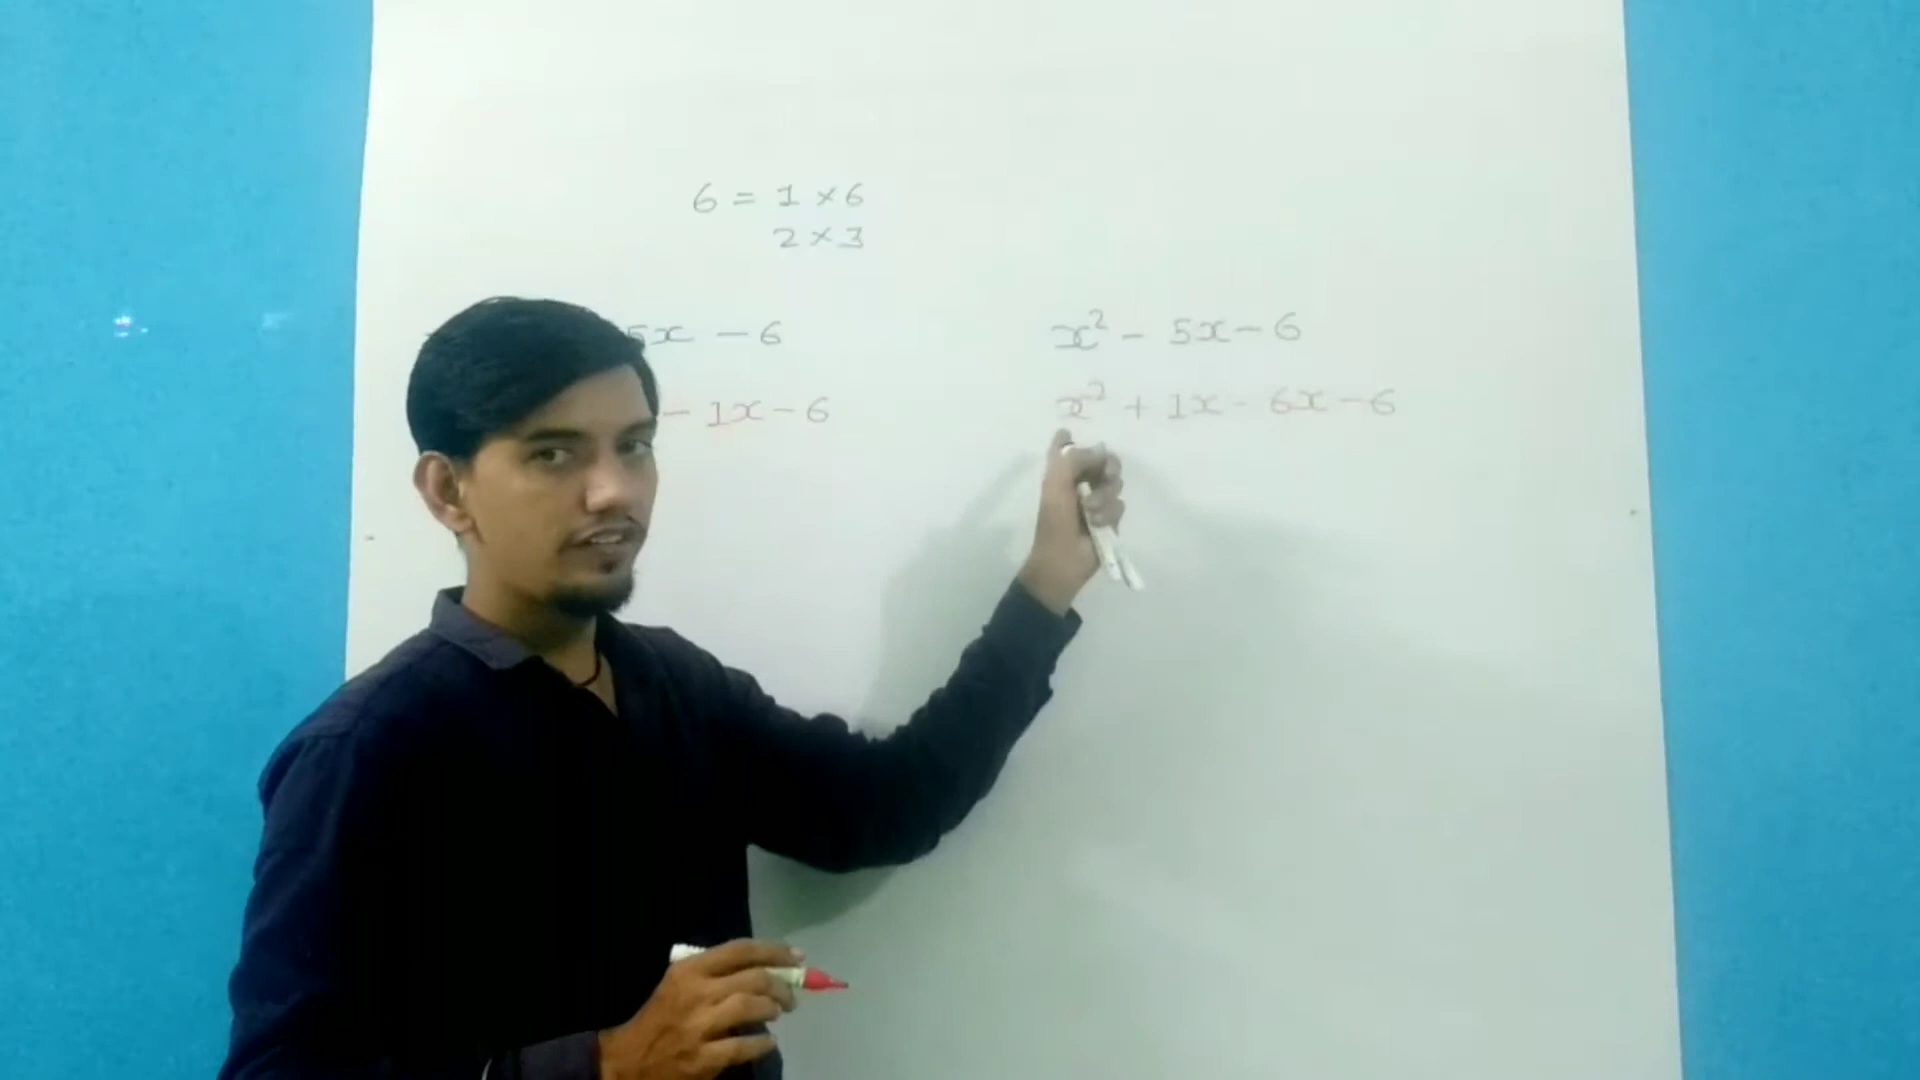 6 = 1 × 6
2 × 3
5x - 6
x² - 5x - 6
- 1x - 6
x² + 1x - 6x - 6